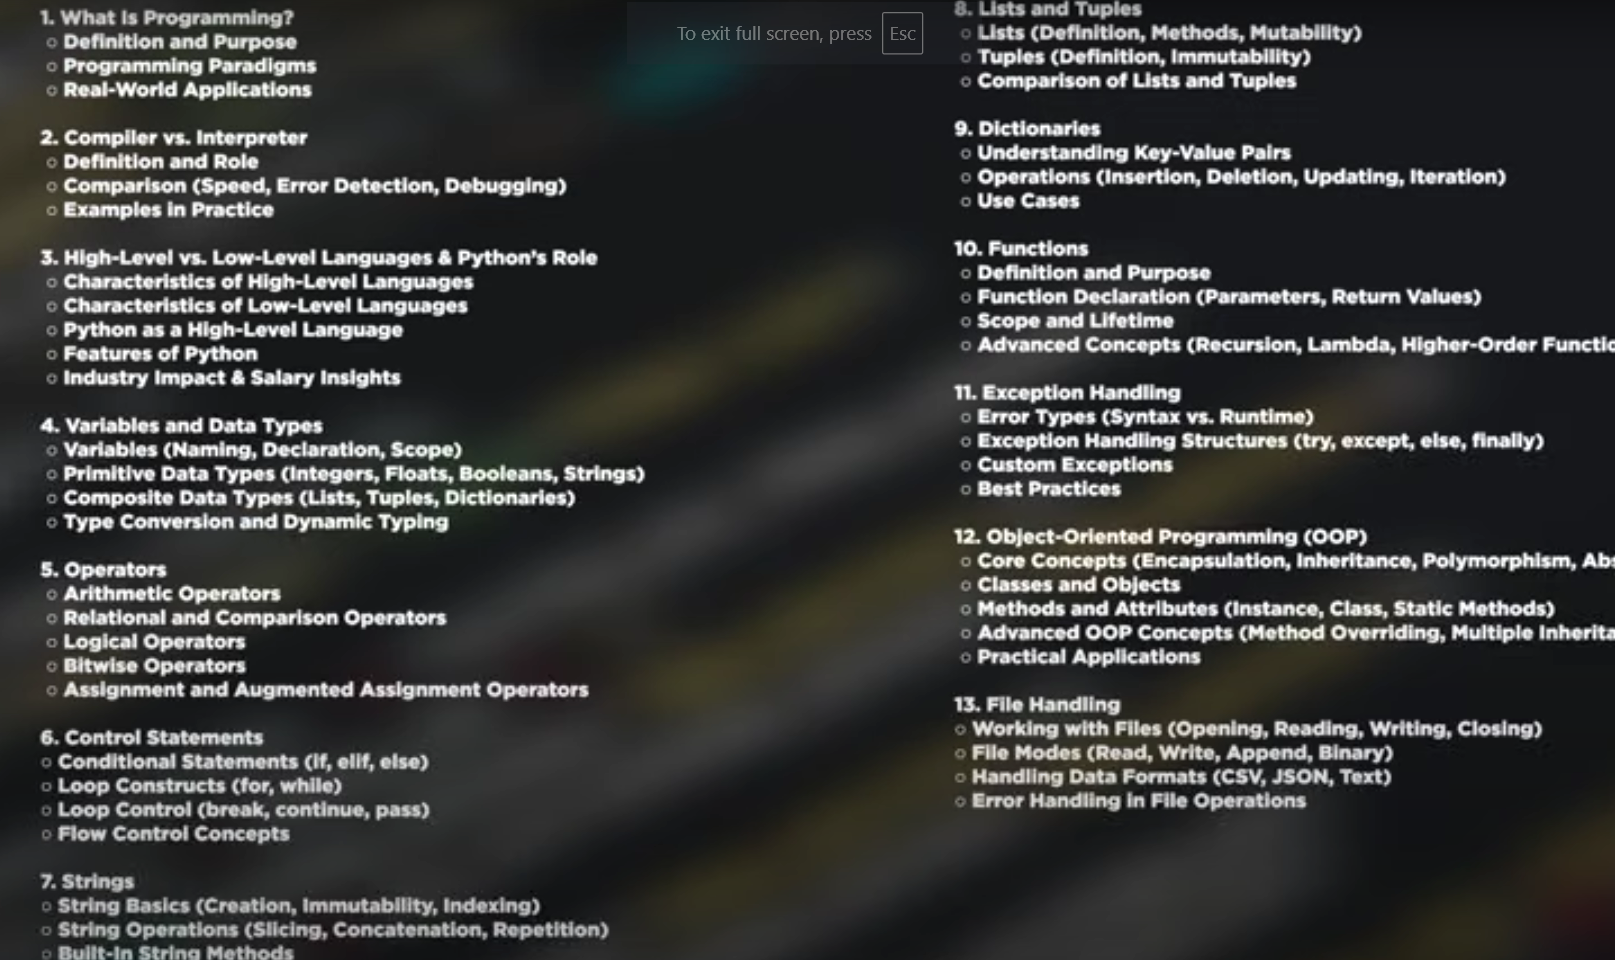 1. What Is Programming?
○ Definition and Purpose
○ Programming Paradigms
○ Real-World Applications
2. Compiler vs. Interpreter
○ Definition and Role
○ Comparison (Speed, Error Detection, Debugging)
○ Examples in Practice
3. High-Level vs. Low-Level Languages & Python's Role
○ Characteristics of High-Level Languages
○ Characteristics of Low-Level Languages
○ Python as a High-Level Language
○ Features of Python
○ Industry Impact & Salary Insights
4. Variables and Data Types
○ Variables (Naming, Declaration, Scope)
○ Primitive Data Types (Integers, Floats, Booleans, Strings)
○ Composite Data Types (Lists, Tuples, Dictionaries)
○ Type Conversion and Dynamic Typing
5. Operators
○ Arithmetic Operators
○ Relational and Comparison Operators
○ Logical Operators
○ Bitwise Operators
○ Assignment and Augmented Assignment Operators
6. Control Statements
○ Conditional Statements (if, elif, else)
○ Loop Constructs (for, while)
○ Loop Control (break, continue, pass)
○ Flow Control Concepts
7. Strings
○ String Basics (Creation, Immutability, Indexing)
○ String Operations (Slicing, Concatenation, Repetition)
○ Built-In String Methods
To exit full screen, press Esc
8. Lists and Tuples
○ Lists (Definition, Methods, Mutability)
○ Tuples (Definition, Immutability)
○ Comparison of Lists and Tuples
9. Dictionaries
○ Understanding Key-Value Pairs
○ Operations (Insertion, Deletion, Updating, Iteration)
○ Use Cases
10. Functions
○ Definition and Purpose
○ Function Declaration (Parameters, Return Values)
○ Scope and Lifetime
○ Advanced Concepts (Recursion, Lambda, Higher-Order Functio
11. Exception Handling
○ Error Types (Syntax vs. Runtime)
○ Exception Handling Structures (try, except, else, finally)
○ Custom Exceptions
○ Best Practices
12. Object-Oriented Programming (OOP)
○ Core Concepts (Encapsulation, Inheritance, Polymorphism, Abs
○ Classes and Objects
○ Methods and Attributes (Instance, Class, Static Methods)
○ Advanced OOP Concepts (Method Overriding, Multiple Inherita
○ Practical Applications
13. File Handling
○ Working with Files (Opening, Reading, Writing, Closing)
○ File Modes (Read, Write, Append, Binary)
○ Handling Data Formats (CSV, JSON, Text)
○ Error Handling in File Operations